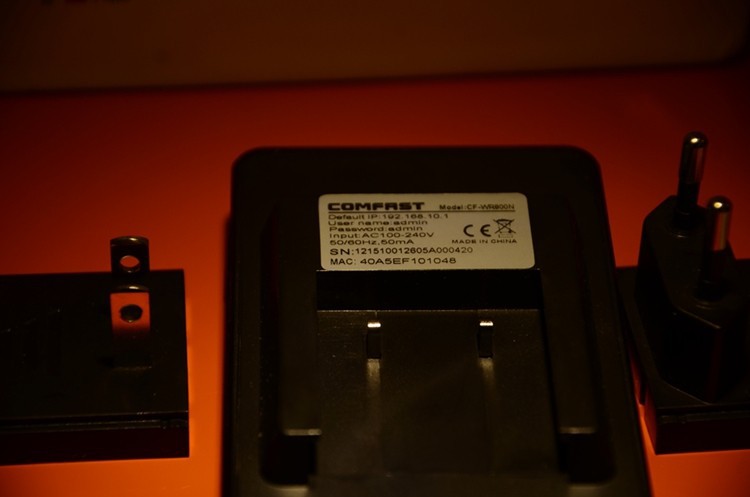 COMFAST Model:CF-WR800N
Default IP:192.168.10.1
User name:admin
Password:admin
Input:AC100-240V
50/60Hz,50mA
CE
MADE IN CHINA
SN:121510012605A000420
MAC: 40A5EF101048